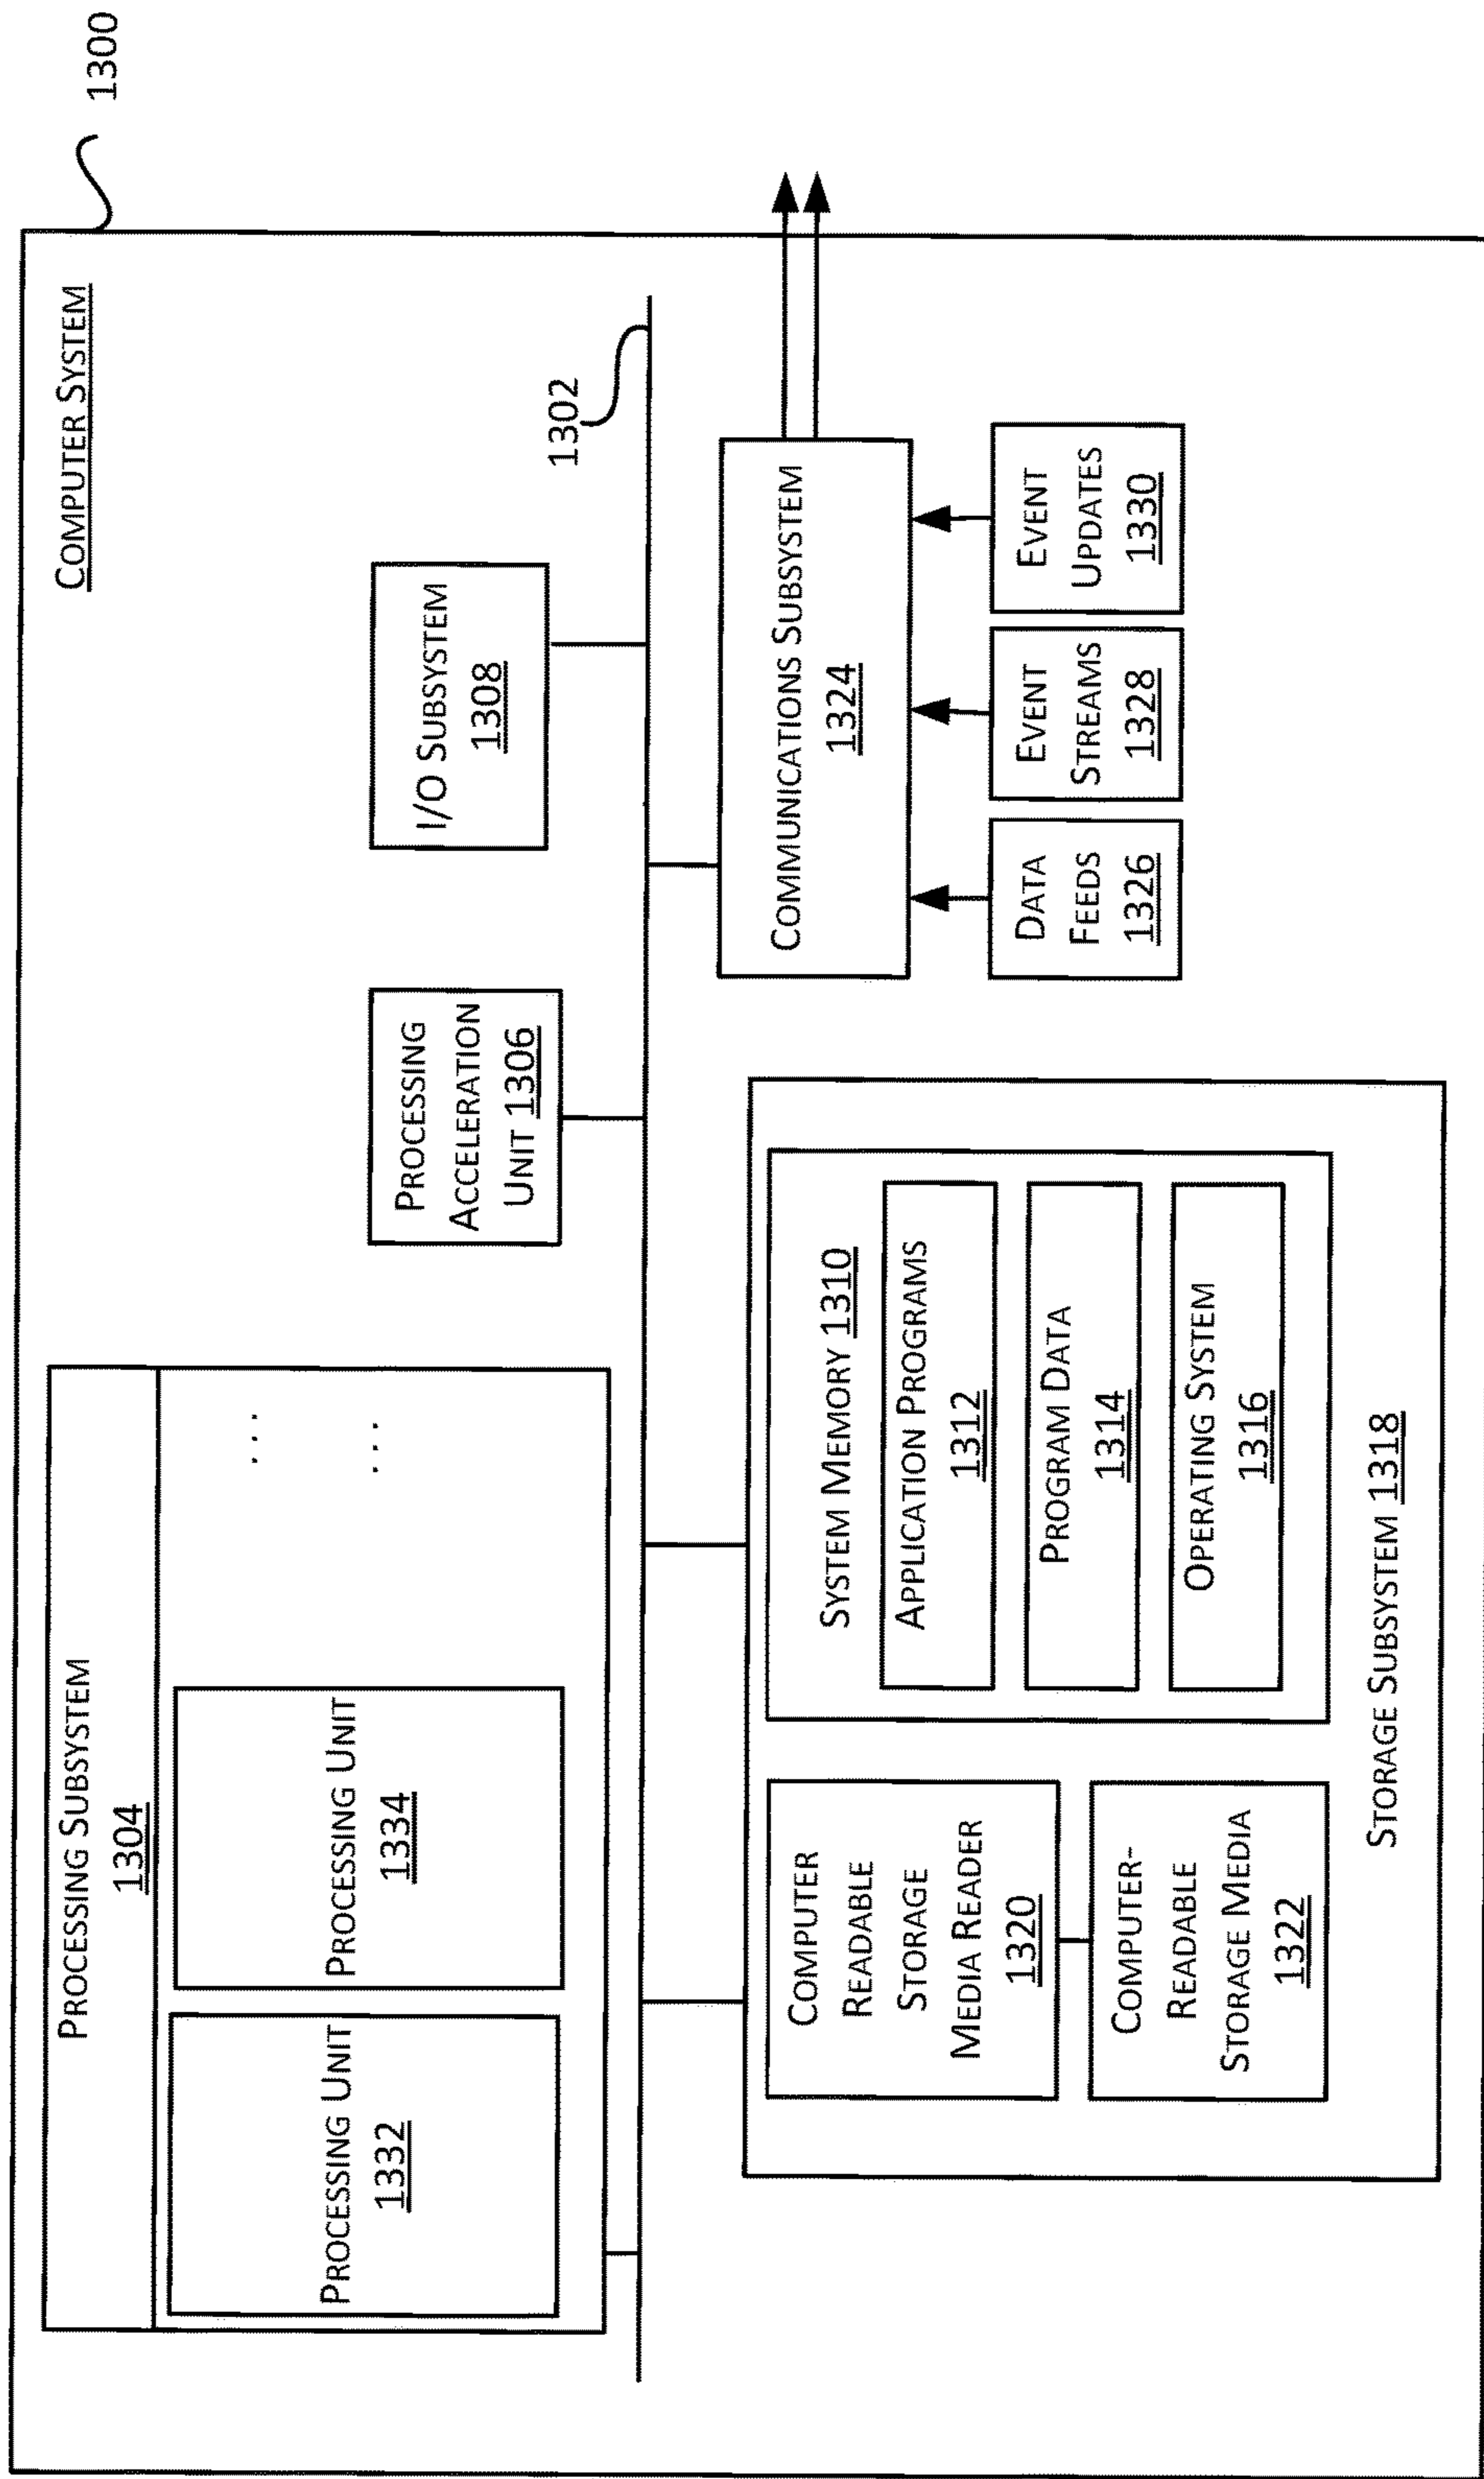 1300
COMPUTER SYSTEM
PROCESSING SUBSYSTEM
1304
PROCESSING UNIT
1332
PROCESSING UNIT
1334
. . .
. . .
PROCESSING
ACCELERATION
UNIT 1306
I/O SUBSYSTEM
1308
1302
COMPUTER
READABLE
STORAGE
MEDIA READER
1320
COMPUTER-
READABLE
STORAGE MEDIA
1322
SYSTEM MEMORY 1310
APPLICATION PROGRAMS
1312
PROGRAM DATA
1314
OPERATING SYSTEM
1316
STORAGE SUBSYSTEM 1318
COMMUNICATIONS SUBSYSTEM
1324
DATA
FEEDS
1326
EVENT
STREAMS
1328
EVENT
UPDATES
1330